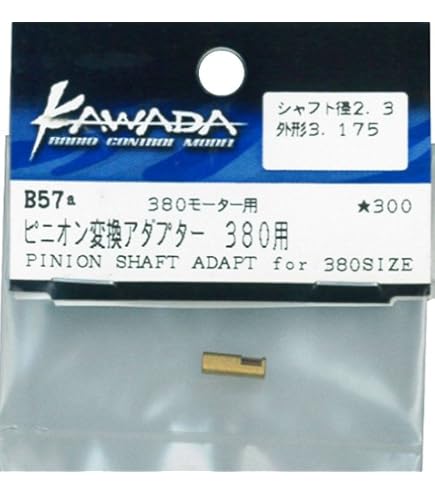 KAWADA
RADIO CONTROL MODEL
シャフト径2.3
外形3.175
B57a 380モーター用 ★300
ピニオン変換アダプター 380用
PINION SHAFT ADAPT for 380SIZE